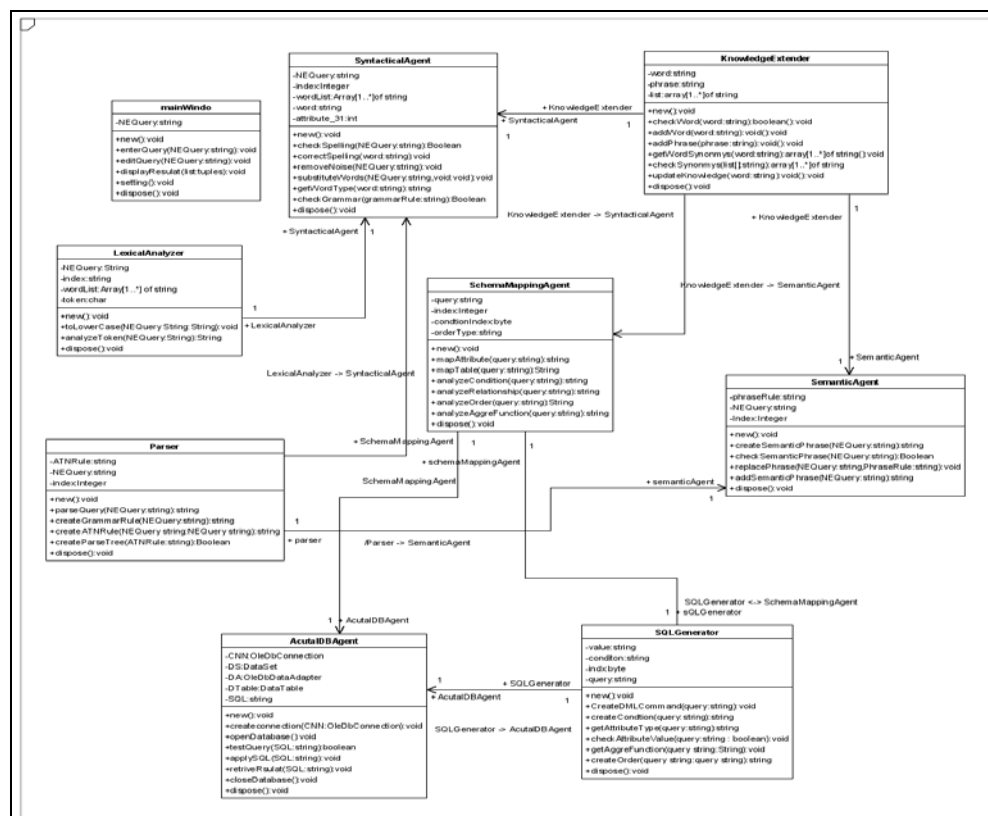 SyntacticalAgent
-NEQuery:string
-index:Integer
-wordList:Array[1..*]of string
-word:string
-attribute_31:int
+new():void
+checkSpelling(NEQuery:string):Boolean
+correctSpelling(word:string):void
+removeNoise(NEQuery:string):void
+substituteWords(NEQuery:string,void:void):void
+getWordType(word:string):string
+checkGrammar(grammarRule:string):Boolean
+dispose():void
KnowledgeExtender
-word:string
-phrase:string
-list:array[1..*]of string
+new():void
+checkWord(word:string):boolean():void
+addWord(word:string):void():void
+addPhrase(phrase:string):void():void
+getWordSynonmys(word:string):array[1..*]of string():void
+checkSynonmys(list[]:string):array[1..*]of string
+updateKnowledge(word:string):void():void
+dispose():void
mainWindo
-NEQuery:string
+new():void
+enterQuery(NEQuery:string):void
+editQuery(NEQuery:string):void
+displayResulat(list:tuples):void
+setting():void
+dispose():void
+ KnowledgeExtender
+ SyntacticalAgent
1
1
KnowledgeExtender -> SyntacticalAgent
+ KnowledgeExtender
1
+ SyntacticalAgent
1
LexicalAnalyzer
-NEQuery:String
-index:string
-wordList:Array[1..*] of string
-token:char
+new():void
+toLowerCase(NEQuery String:String):void
+analyzeToken(NEQuery:String):String
+dispose():void
1
+ LexicalAnalyzer
LexicalAnalyzer -> SyntacticalAgent
SchemaMappingAgent
-query:string
-index:Integer
-condtionIndex:byte
-orderType:string
+new():void
+mapAttribute(query:string):string
+mapTable(query:string):String
+analyzeCondition(query:string):string
+analyzeRelationship(query:string):string
+analyzeOrder(query:string):String
+analyzeAggreFunction(query:string):string
+dispose():void
KnowledgeExtender -> SemanticAgent
+ SemanticAgent
1
SemanticAgent
-phraseRule:string
-NEQuery:string
-Index:Integer
+new():void
+createSemanticPhrase(NEQuery:string):string
+checkSemanticPhrase(NEQuery:string):Boolean
+replacePhrase(NEQuery:string,PhraseRule:string):void
+addSemanticPhrase(NEQuery:string):string
+dispose():void
+ SchemaMappingAgent
1
1
+ schemaMappingAgent
SchemaMappingAgent
Parser
-ATNRule:string
-NEQuery:string
-index:Integer
+new():void
+parseQuery(NEQuery:string):string
+createGrammarRule(NEQuery:string):string
+createATNRule(NEQuery string:NEQuery string):string
+createParseTree(ATNRule:string):Boolean
+dispose():void
+ semanticAgent
1
1
+ parser
/Parser -> SemanticAgent
SQLGenerator <-> SchemaMappingAgent
1
+ sQLGenerator
1
+ AcutalDBAgent
AcutalDBAgent
-CNN:OleDbConnection
-DS:DataSet
-DA:OleDbDataAdapter
-DTable:DataTable
-SQL:string
+new():void
+createconnection(CNN:OleDbConnection):void
+openDatabase():void
+testQuery(SQL:string):boolean
+applySQL(SQL:string):void
+retriveRsulat(SQL:string):void
+closeDatabase():void
+dispose():void
1
+ SQLGenerator
+ AcutalDBAgent
1
SQLGenerator -> AcutalDBAgent
SQLGenerator
-value:string
-conditon:string
-indx:byte
-query:string
+new():void
+CreateDMLCommand(query:string):void
+createCondtion(query:string):string
+getAttributeType(query:string):string
+checkAttributeValue(query:string : boolean):void
+getAggreFunction(query string:String):void
+createOrder(query string:query string):string
+dispose():void